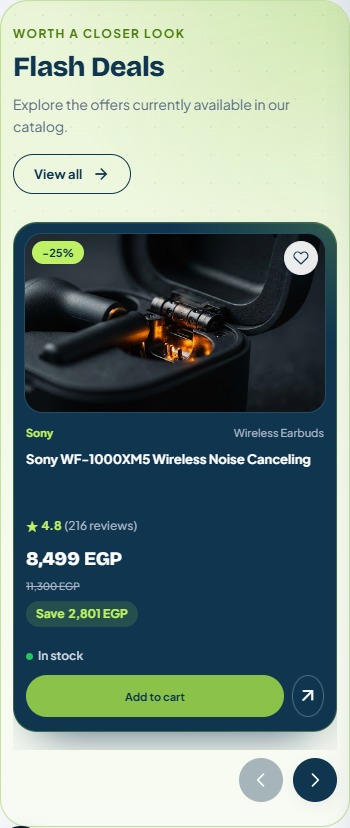 WORTH A CLOSER LOOK
Flash Deals
Explore the offers currently available in our
catalog.
View all
-25%
Sony
Wireless Earbuds
Sony WF-1000XM5 Wireless Noise Canceling
4.8 (216 reviews)
8,499 EGP
11,300 EGP
Save 2,801 EGP
In stock
Add to cart